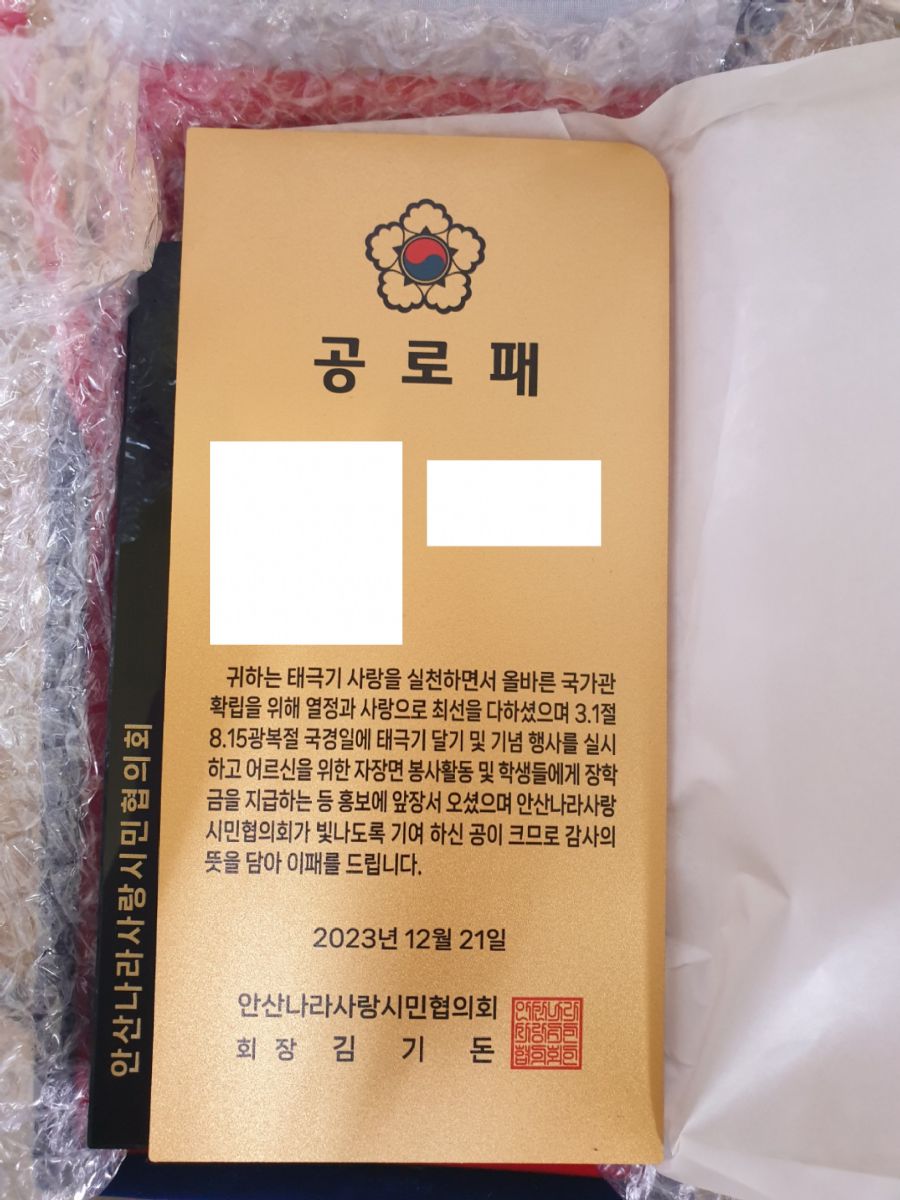 공로패
귀하는 태극기 사랑을 실천하면서 올바른 국가관
확립을 위해 열정과 사랑으로 최선을 다하셨으며 3.1절
8.15광복절 국경일에 태극기 달기 및 기념 행사를 실시
하고 어르신을 위한 자장면 봉사활동 및 학생들에게 장학
금을 지급하는 등 홍보에 앞장서 오셨으며 안산나라사랑
시민협의회가 빛나도록 기여 하신 공이 크므로 감사의
뜻을 담아 이패를 드립니다.
2023년 12월 21일
안산나라사랑시민협의회
회 장 김 기 돈
안산나라사랑시민협의회